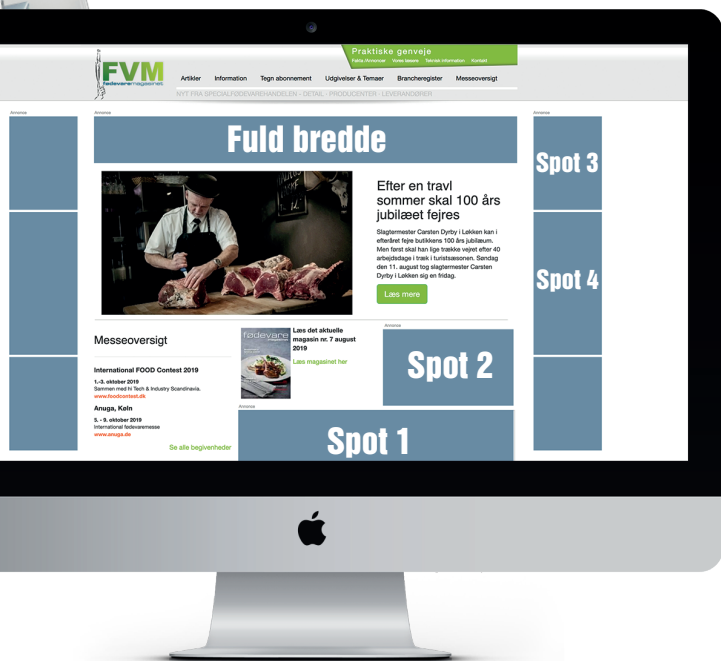 Praktiske genveje
Fakta /Annoncer Vores læsere Teknisk information Kontakt
FVM
fødevaremagasinet
Artikler Information Tegn abonnement Udgivelser & Temaer Brancheregister Messeoversigt
NYT FRA SPECIALFØDEVAREHANDELEN - DETAIL - PRODUCENTER - LEVERANDØRER
Annonce
Annonce
Annonce
Fuld bredde
Spot 3
Spot 4
Efter en travl
sommer skal 100 års
jubilæet fejres
Slagtermester Carsten Dyrby i Løkken kan i
efteråret fejre butikkens 100 års jubilæum.
Men først skal han lige trække vejret efter 40
arbejdsdage i træk i turistsæsonen. Søndag
den 11. august tog slagtermester Carsten
Dyrby i Løkken sig en fridag.
Læs mere
Messeoversigt
International FOOD Contest 2019
1.-3. oktober 2019
Sammen med hi Tech & Industry Scandinavia.
www.foodcontest.dk
Anuga, Køln
5. - 9. oktober 2019
International fødevaremesse
www.anuga.de
Se alle begivenheder
fødevare
magasinet
Læs det aktuelle
magasin nr. 7 august
2019
Læs magasinet her
Annonce
Spot 2
Annonce
Spot 1